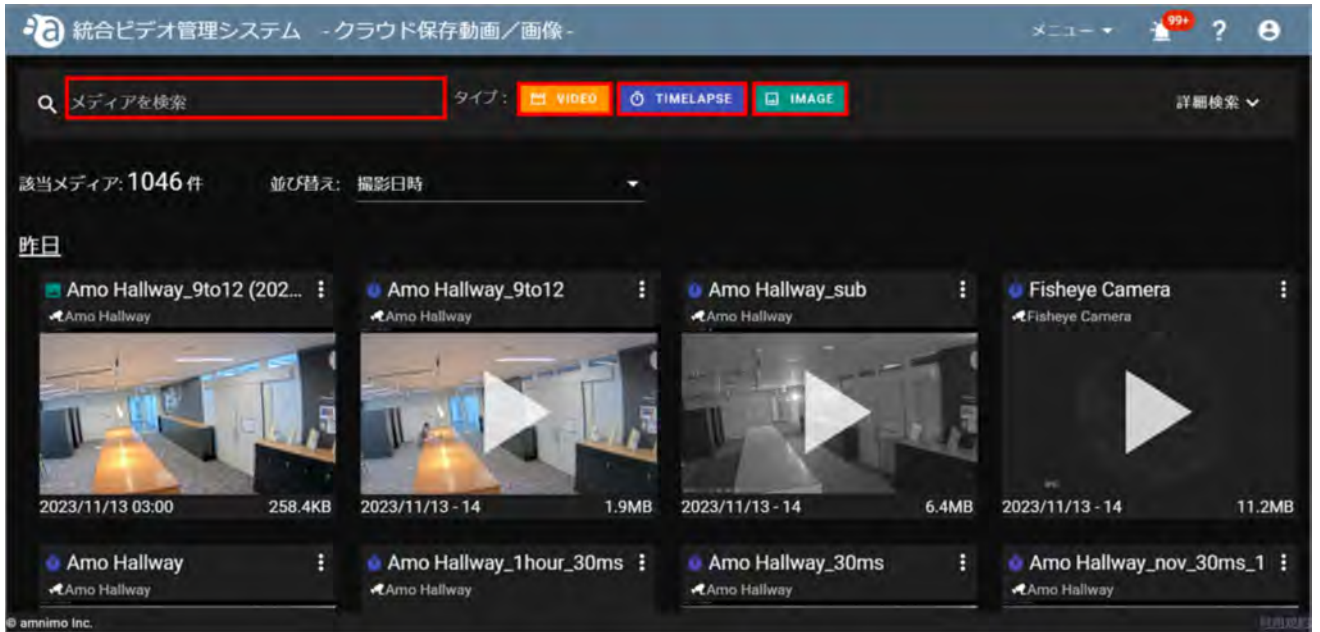 a 統合ビデオ管理システム -クラウド保存動画／画像- メニュー 99+ ?
メディアを検索 タイプ: VIDEO TIMELAPSE IMAGE 詳細検索
該当メディア: 1046 件 並び替え: 撮影日時
昨日
Amo Hallway_9to12 (202... Amo Hallway_9to12 Amo Hallway_sub Fisheye Camera
Amo Hallway Amo Hallway Amo Hallway Fisheye Camera
2023/11/13 03:00 258.4KB 2023/11/13 - 14 1.9MB 2023/11/13 - 14 6.4MB 2023/11/13 - 14 11.2MB
Amo Hallway Amo Hallway_1hour_30ms Amo Hallway_30ms Amo Hallway_nov_30ms_1
Amo Hallway Amo Hallway Amo Hallway Amo Hallway
© amnimo Inc. 利用規約